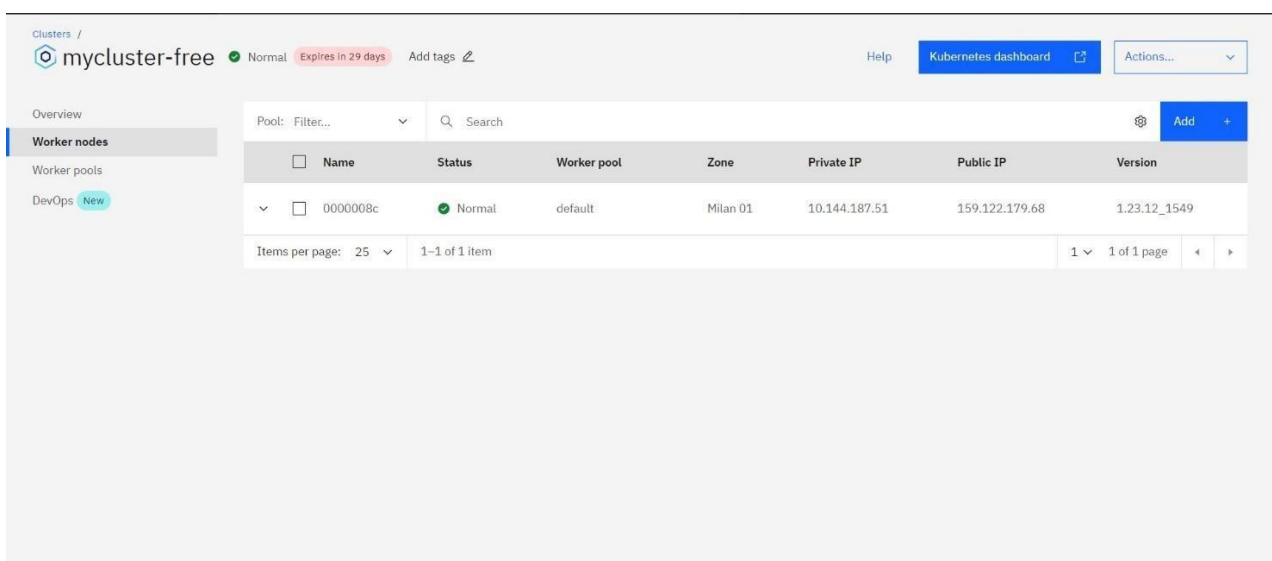 Clusters /
mycluster-free Normal Expires in 29 days Add tags Help Kubernetes dashboard Actions...
Overview
Worker nodes
Worker pools
DevOps New
Pool: Filter... Search Add +
Name Status Worker pool Zone Private IP Public IP Version
0000008c Normal default Milan 01 10.144.187.51 159.122.179.68 1.23.12_1549
Items per page: 25 1–1 of 1 item 1 1 of 1 page